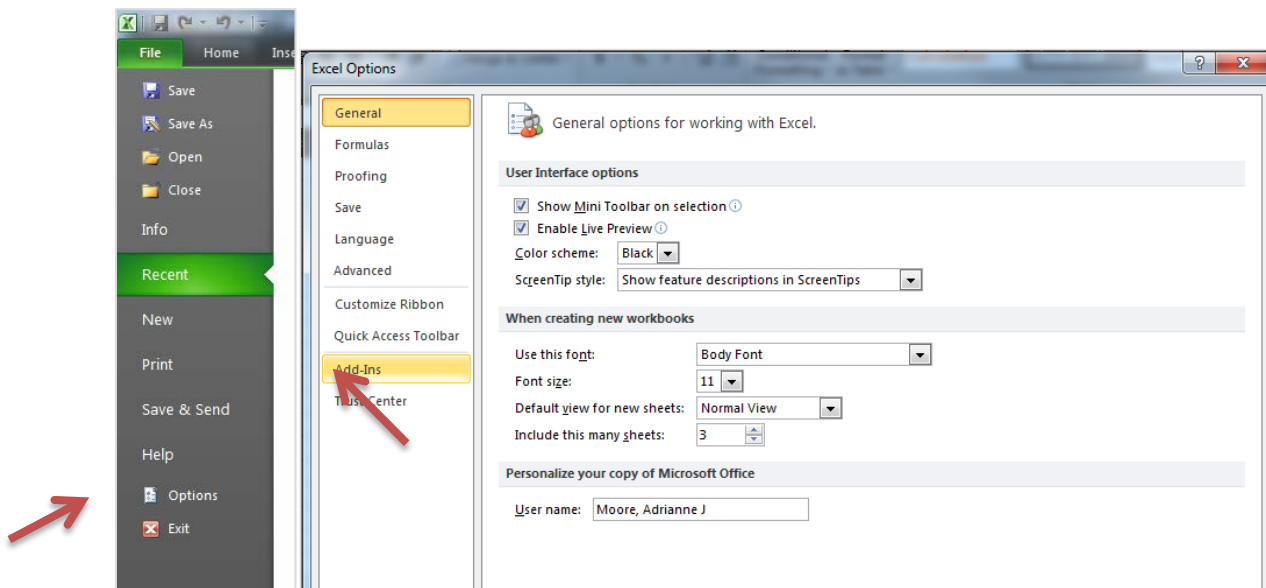 File Home Inse
Save
Save As
Open
Close
Info
Recent
New
Print
Save & Send
Help
Options
Exit
Excel Options
General
Formulas
Proofing
Save
Language
Advanced
Customize Ribbon
Quick Access Toolbar
Add-Ins
Trust Center
General options for working with Excel.
User Interface options
Show Mini Toolbar on selection
Enable Live Preview
Color scheme: Black
ScreenTip style: Show feature descriptions in ScreenTips
When creating new workbooks
Use this font: Body Font
Font size: 11
Default view for new sheets: Normal View
Include this many sheets: 3
Personalize your copy of Microsoft Office
User name: Moore, Adrianne J